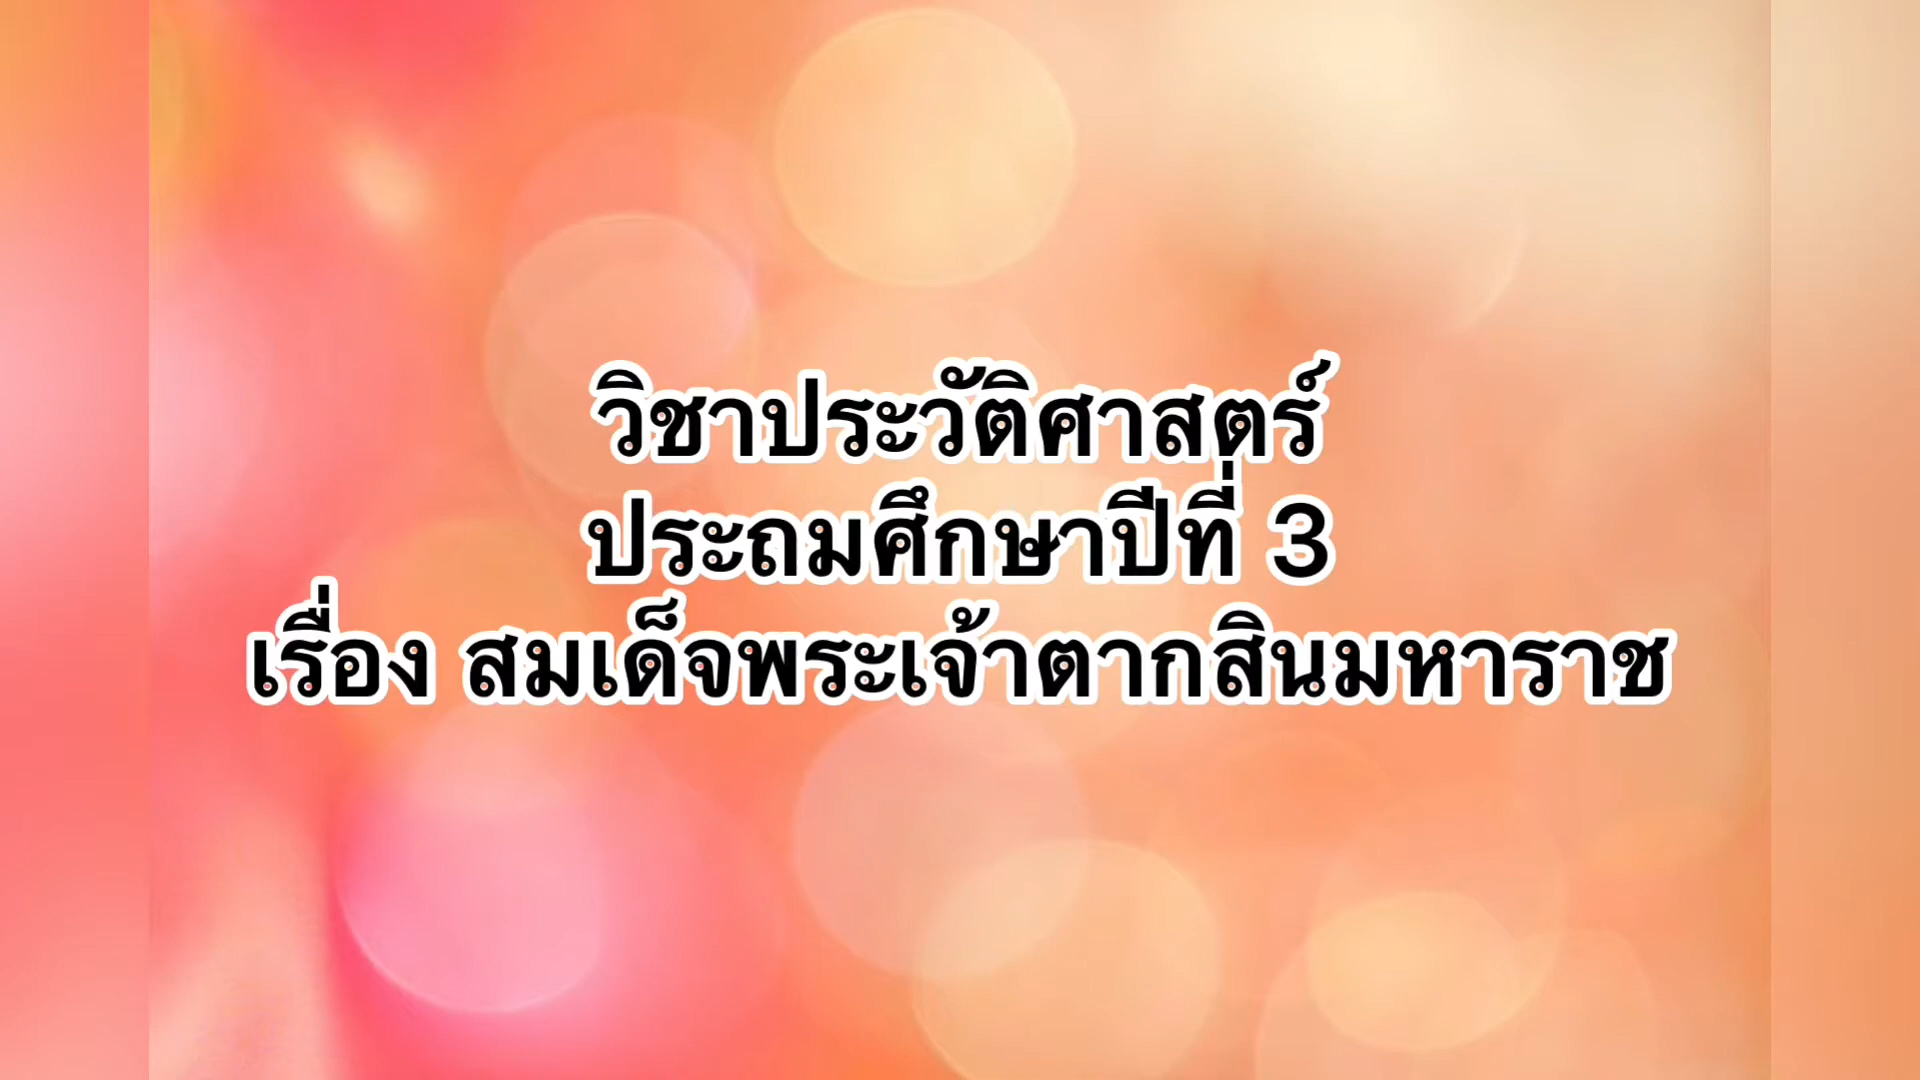 วิชาประวัติศาสตร์
ประถมศึกษาปีที่ 3
เรื่อง สมเด็จพระเจ้าตากสินมหาราช